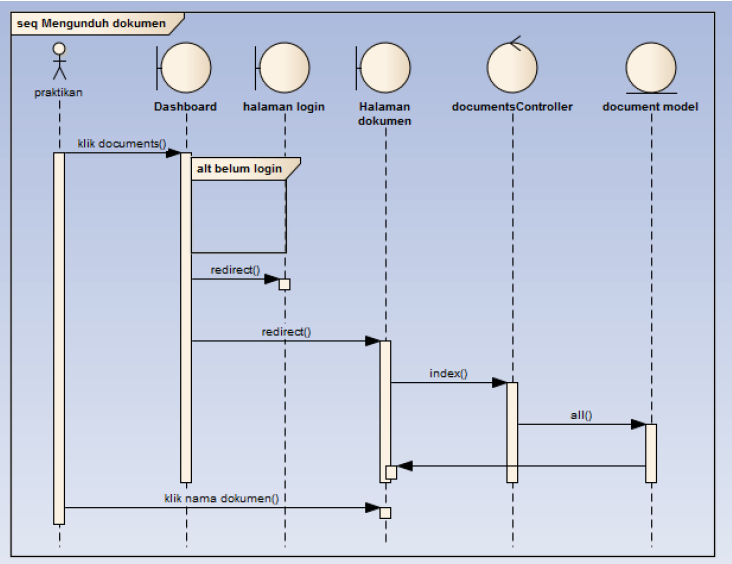 seq Mengunduh dokumen
praktikan
Dashboard
halaman login
Halaman
dokumen
documentsController
document model
klik documents()
alt belum login
redirect()
redirect()
index()
all()
klik nama dokumen()